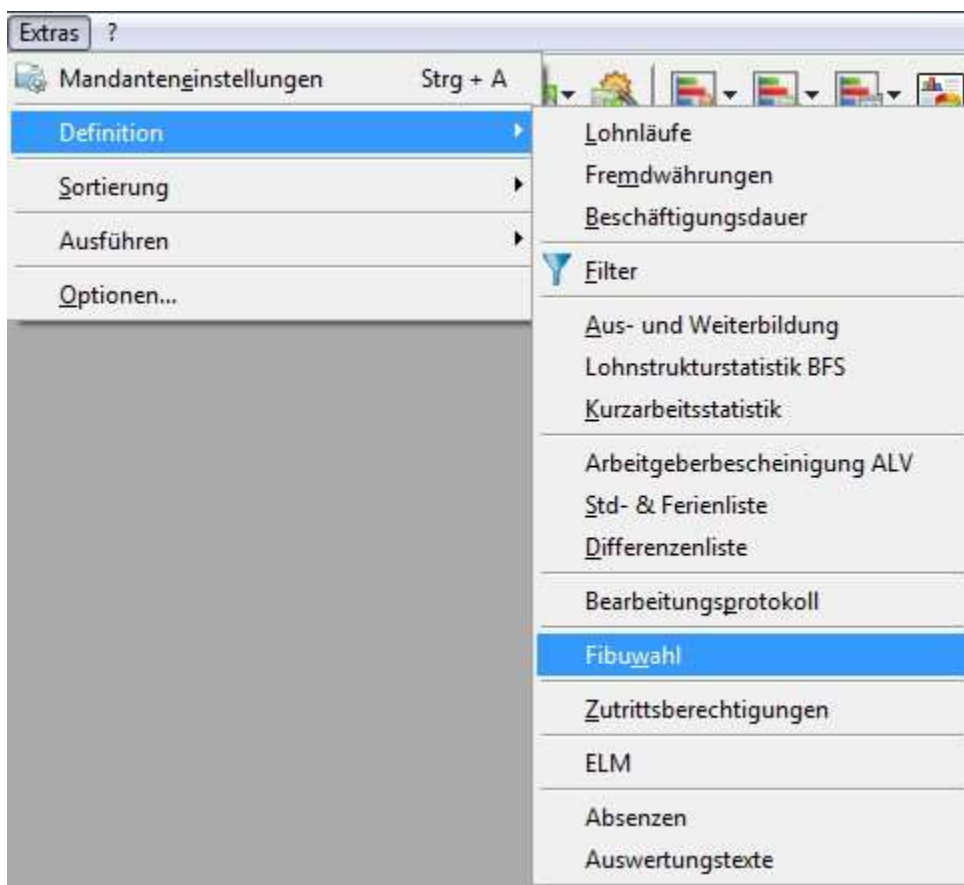 Extras ?
Mandanteneinstellungen Strg + A
Definition
Sortierung
Ausführen
Optionen...
Lohnläufe
Fremdwährungen
Beschäftigungsdauer
Filter
Aus- und Weiterbildung
Lohnstrukturstatistik BFS
Kurzarbeitsstatistik
Arbeitgeberbescheinigung ALV
Std- & Ferienliste
Differenzenliste
Bearbeitungsprotokoll
Fibuwahl
Zutrittsberechtigungen
ELM
Absenzen
Auswertungstexte